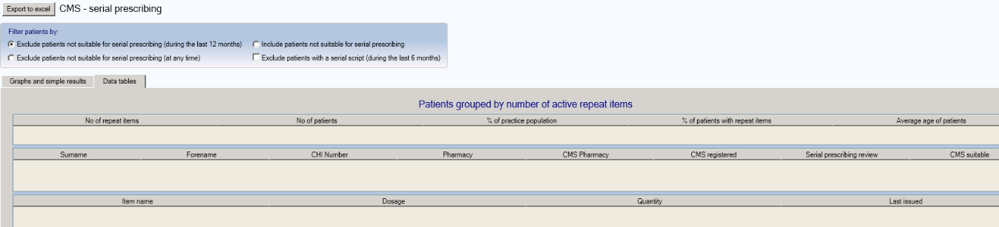 Export to excel CMS - serial prescribing
Filter patients by:
Exclude patients not suitable for serial prescribing (during the last 12 months) Include patients not suitable for serial prescribing
Exclude patients not suitable for serial prescribing (at any time) Exclude patients with a serial script (during the last 6 months)
Graphs and simple results Data tables
Patients grouped by number of active repeat items
No of repeat items No of patients % of practice population % of patients with repeat items Average age of patients
Surname Forename CHI Number Pharmacy CMS Pharmacy CMS registered Serial prescribing review CMS suitable
Item name Dosage Quantity Last issued